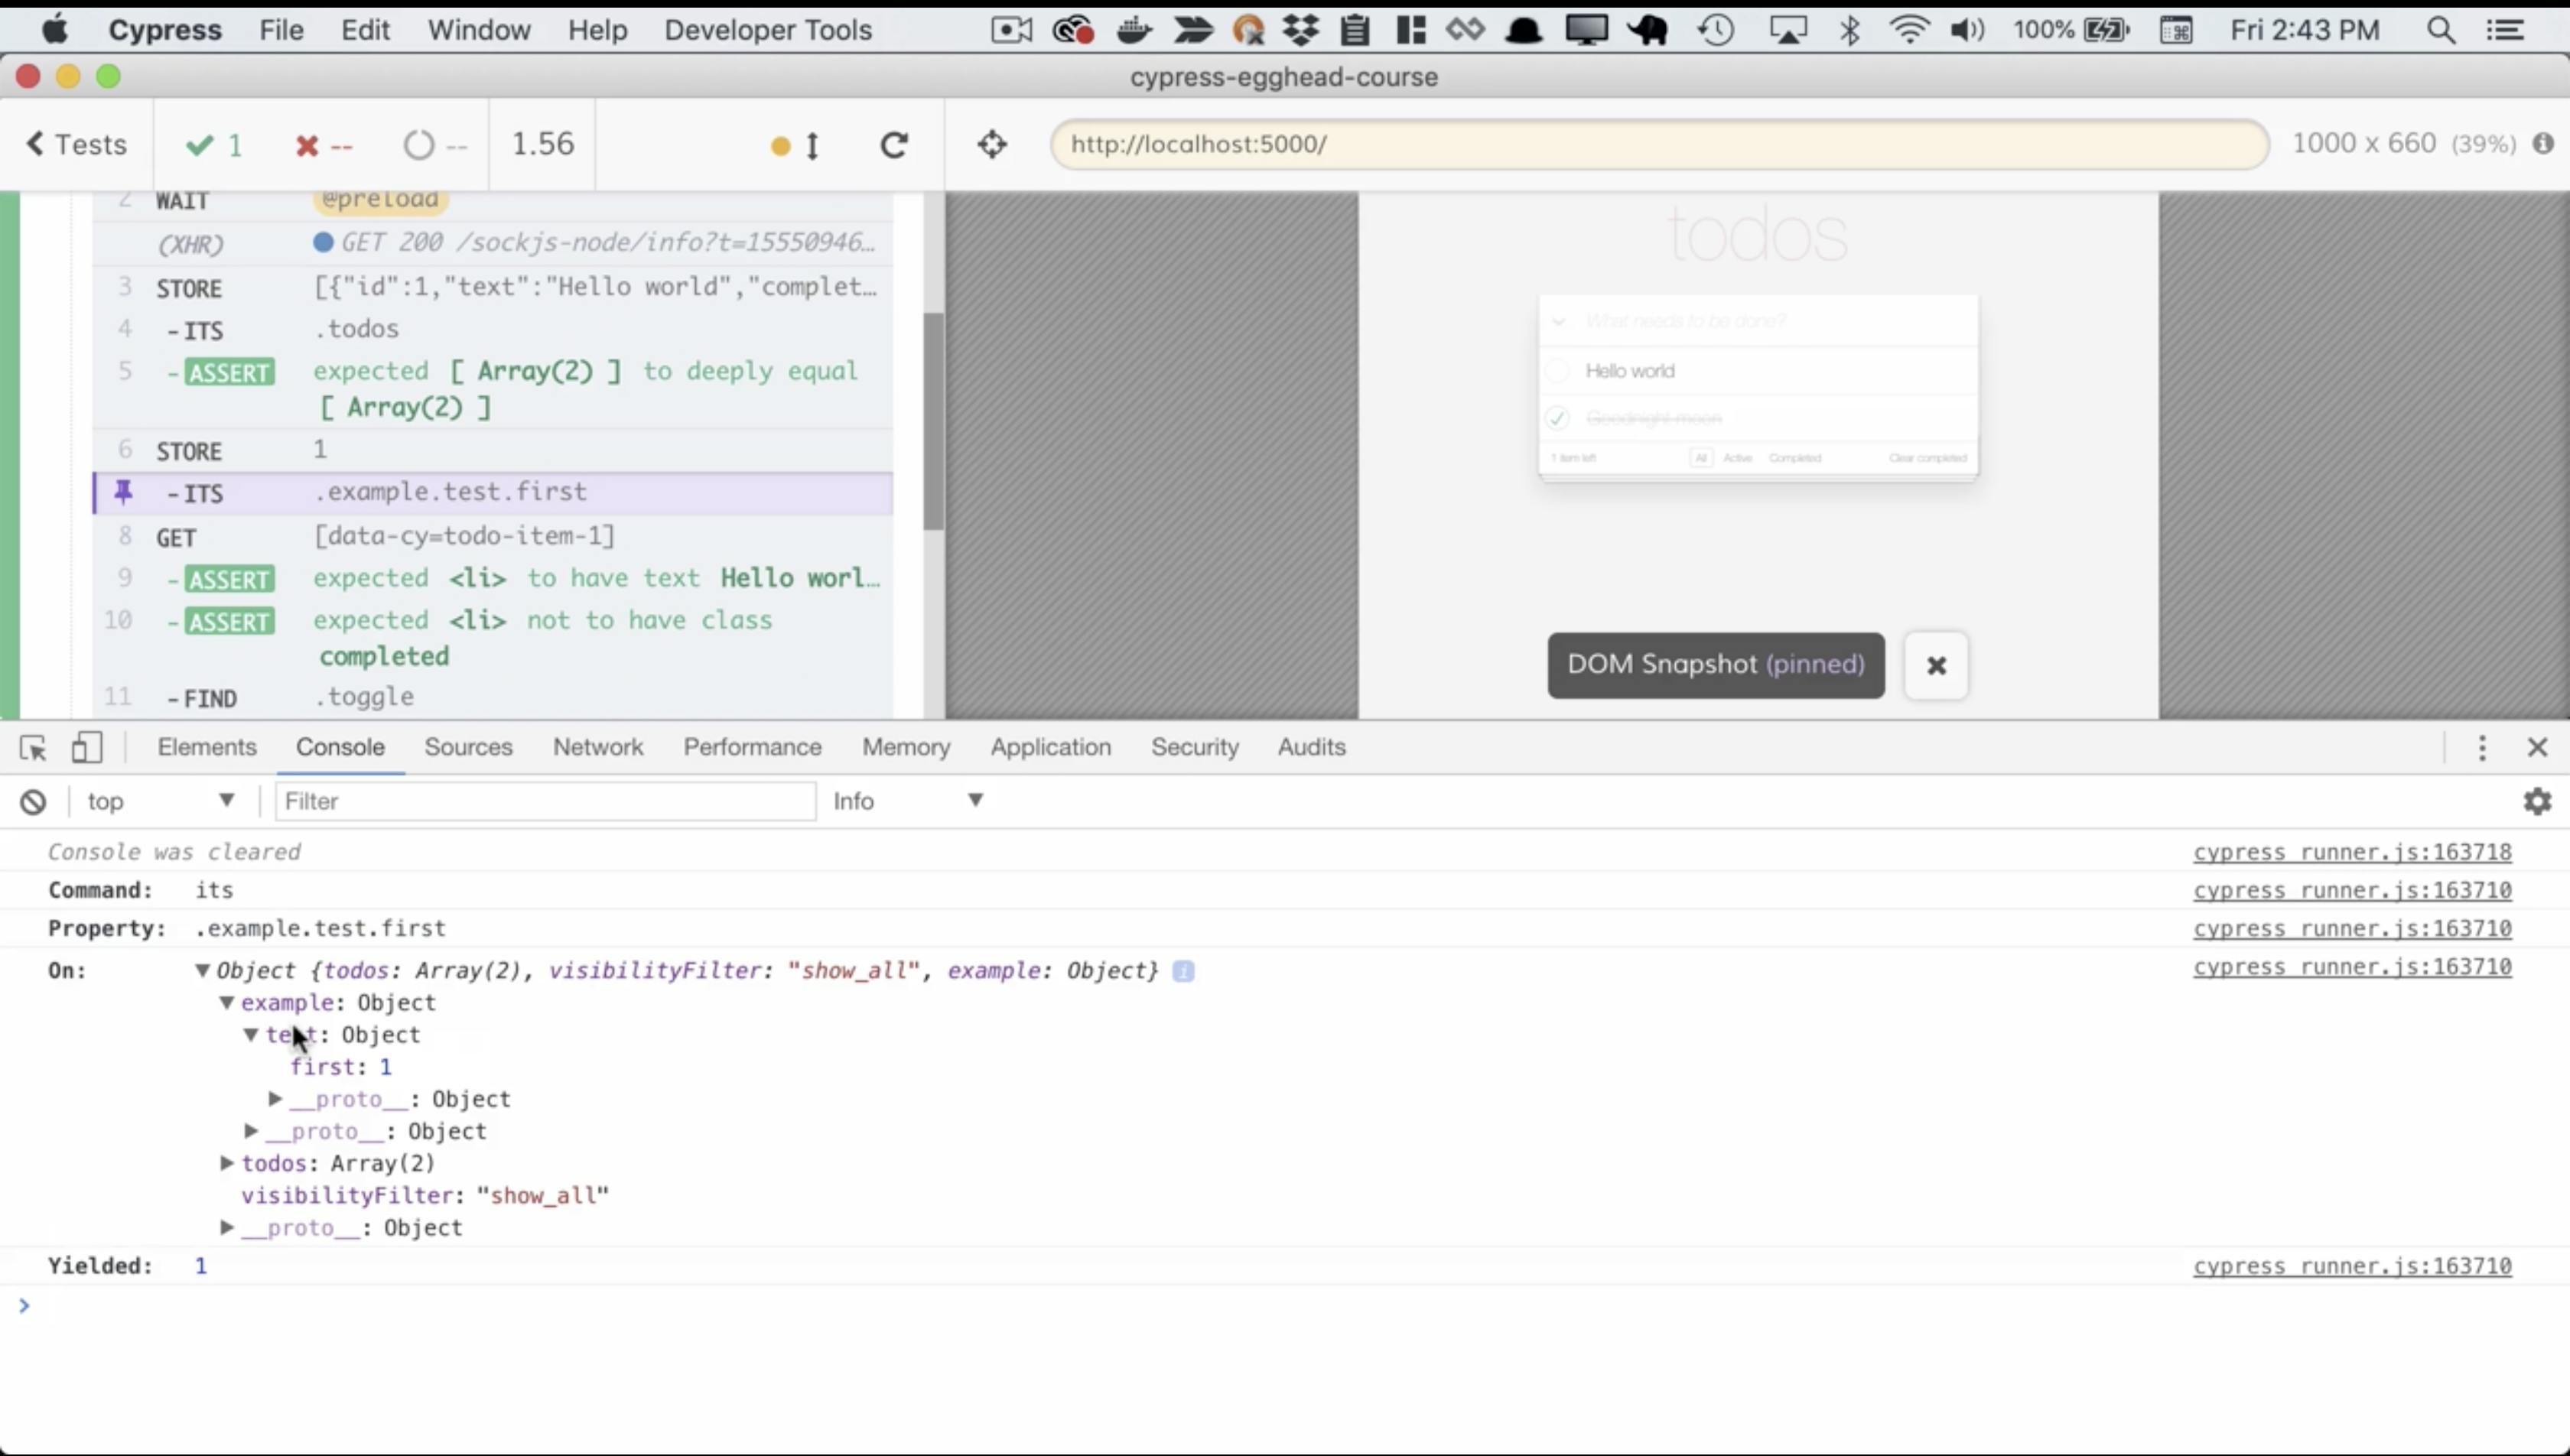 Cypress File Edit Window Help Developer Tools 100% Fri 2:43 PM
cypress-egghead-course
Tests 1 -- -- 1.56 http://localhost:5000/ 1000 x 660 (39%)
2 WAIT @preload
(XHR) GET 200 /sockjs-node/info?t=15550946…
3 STORE [{"id":1,"text":"Hello world","complet…
4 -ITS .todos
5 -ASSERT expected [ Array(2) ] to deeply equal
[ Array(2) ]
6 STORE 1
-ITS .example.test.first
8 GET [data-cy=todo-item-1]
9 -ASSERT expected <li> to have text Hello worl…
10 -ASSERT expected <li> not to have class
completed
11 -FIND .toggle
todos
What needs to be done?
Hello world
Goodnight moon
1 item left All Active Completed Clear completed
DOM Snapshot (pinned)
Elements Console Sources Network Performance Memory Application Security Audits
top Filter Info
Console was cleared cypress_runner.js:163718
Command: its cypress_runner.js:163710
Property: .example.test.first cypress_runner.js:163710
On: Object {todos: Array(2), visibilityFilter: "show_all", example: Object} cypress_runner.js:163710
example: Object
test: Object
first: 1
__proto__: Object
__proto__: Object
todos: Array(2)
visibilityFilter: "show_all"
__proto__: Object
Yielded: 1 cypress_runner.js:163710